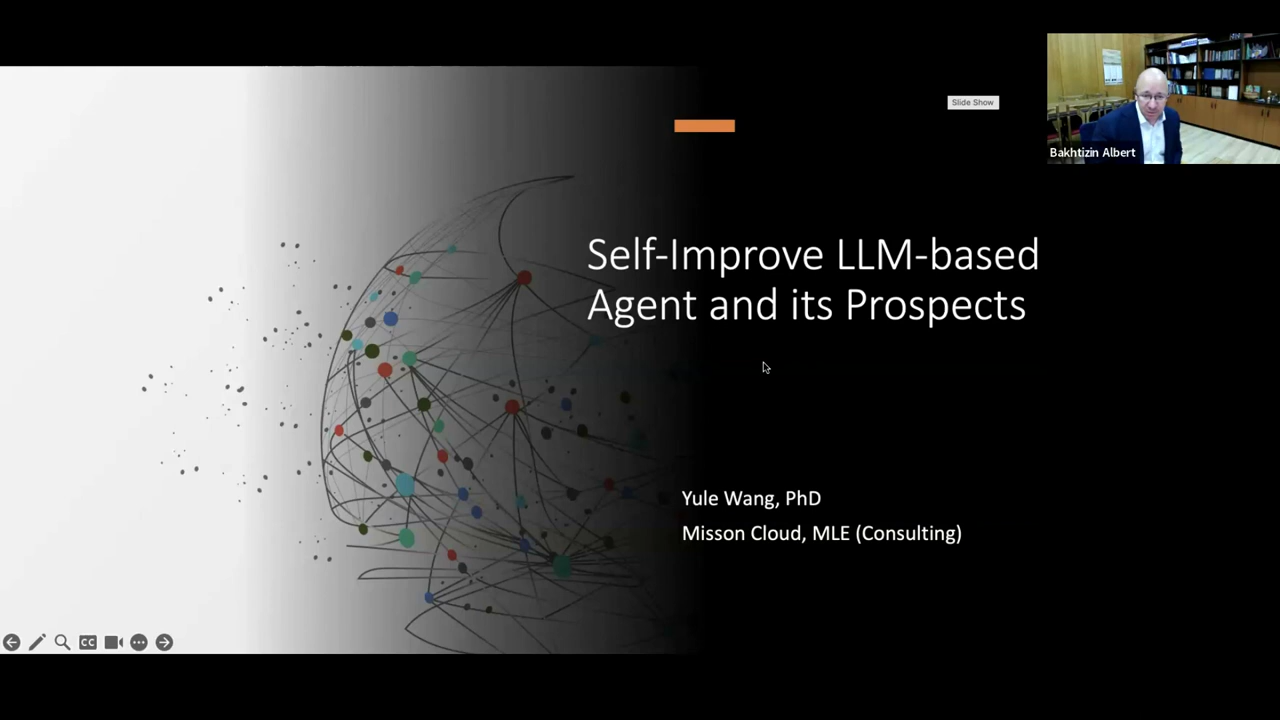 Slide Show
Bakhtizin Albert
Self-Improve LLM-based
Agent and its Prospects
Yule Wang, PhD
Misson Cloud, MLE (Consulting)
CC